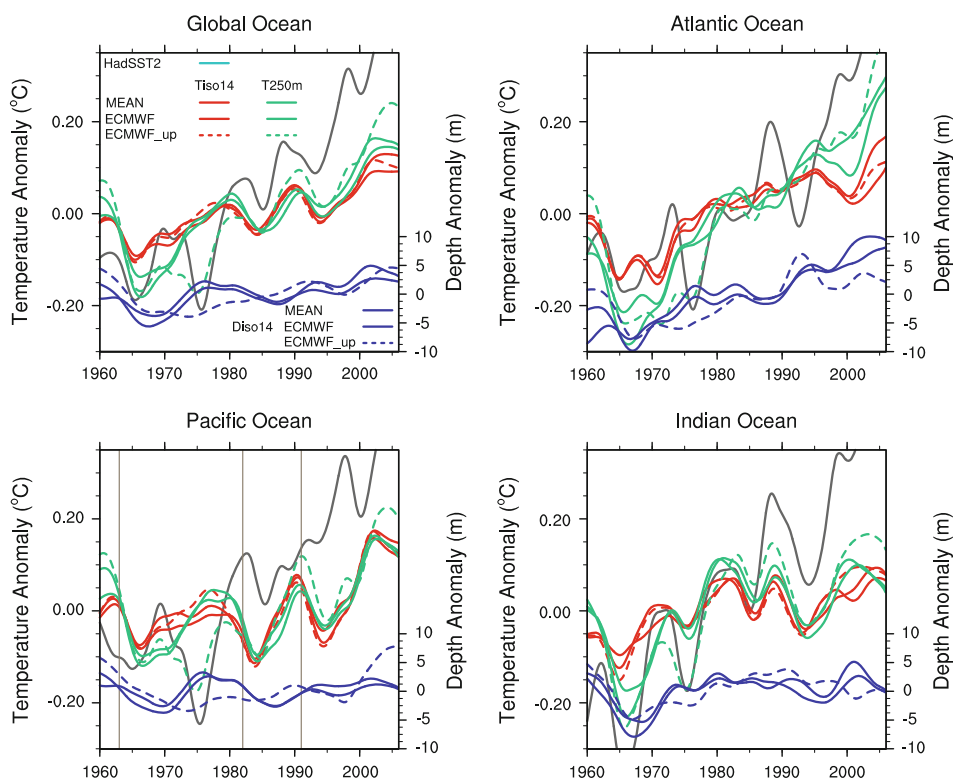 Global Ocean
Temperature Anomaly (°C)
0.20
0.00
-0.20
HadSST2
Tiso14 T250m
MEAN
ECMWF
ECMWF_up
MEAN
Diso14 ECMWF
ECMWF_up
10
5
0
-5
-10
Depth Anomaly (m)
1960 1970 1980 1990 2000
Atlantic Ocean
Temperature Anomaly (°C)
0.20
0.00
-0.20
10
5
0
-5
-10
Depth Anomaly (m)
1960 1970 1980 1990 2000
Pacific Ocean
Temperature Anomaly (°C)
0.20
0.00
-0.20
10
5
0
-5
-10
Depth Anomaly (m)
1960 1970 1980 1990 2000
Indian Ocean
Temperature Anomaly (°C)
0.20
0.00
-0.20
10
5
0
-5
-10
Depth Anomaly (m)
1960 1970 1980 1990 2000